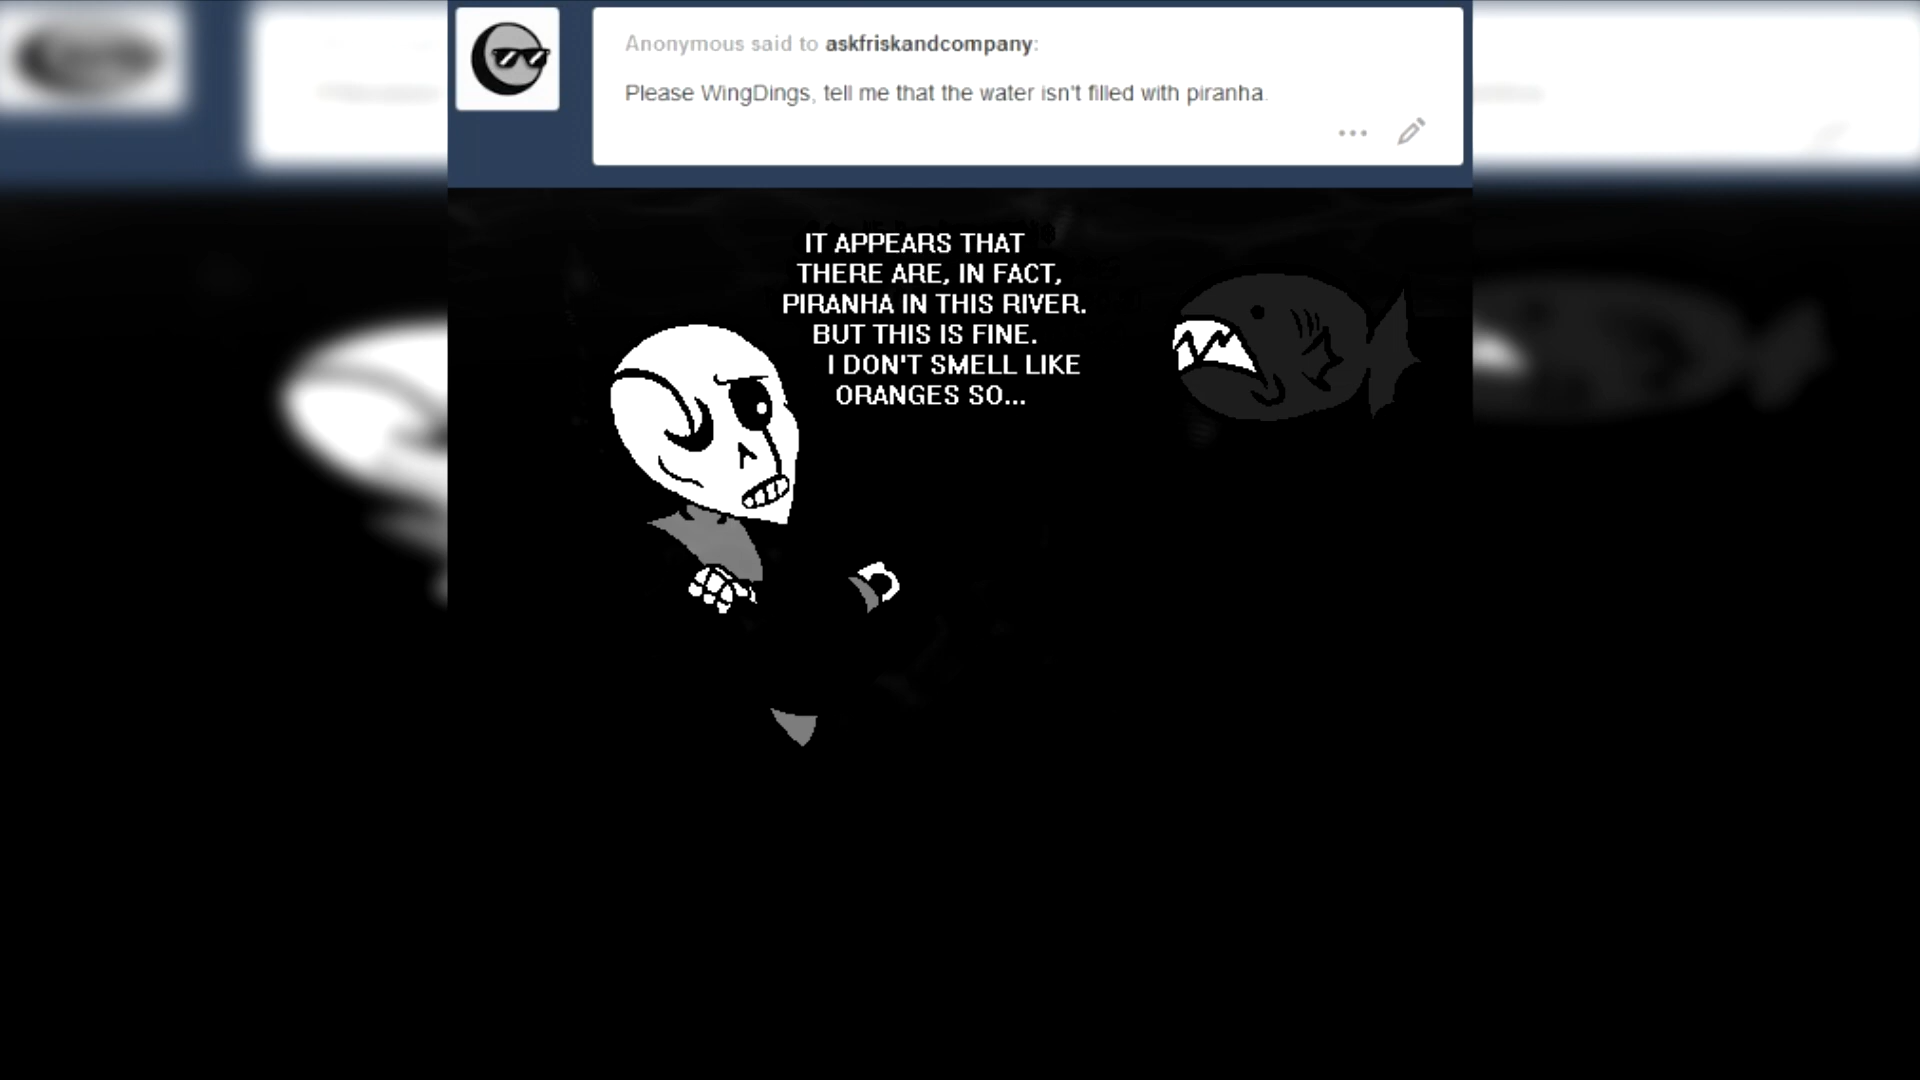 Anonymous said to askfriskandcompany:
Please WingDings, tell me that the water isn't filled with piranha.
IT APPEARS THAT
THERE ARE, IN FACT,
PIRANHA IN THIS RIVER.
BUT THIS IS FINE.
I DON'T SMELL LIKE
ORANGES SO...